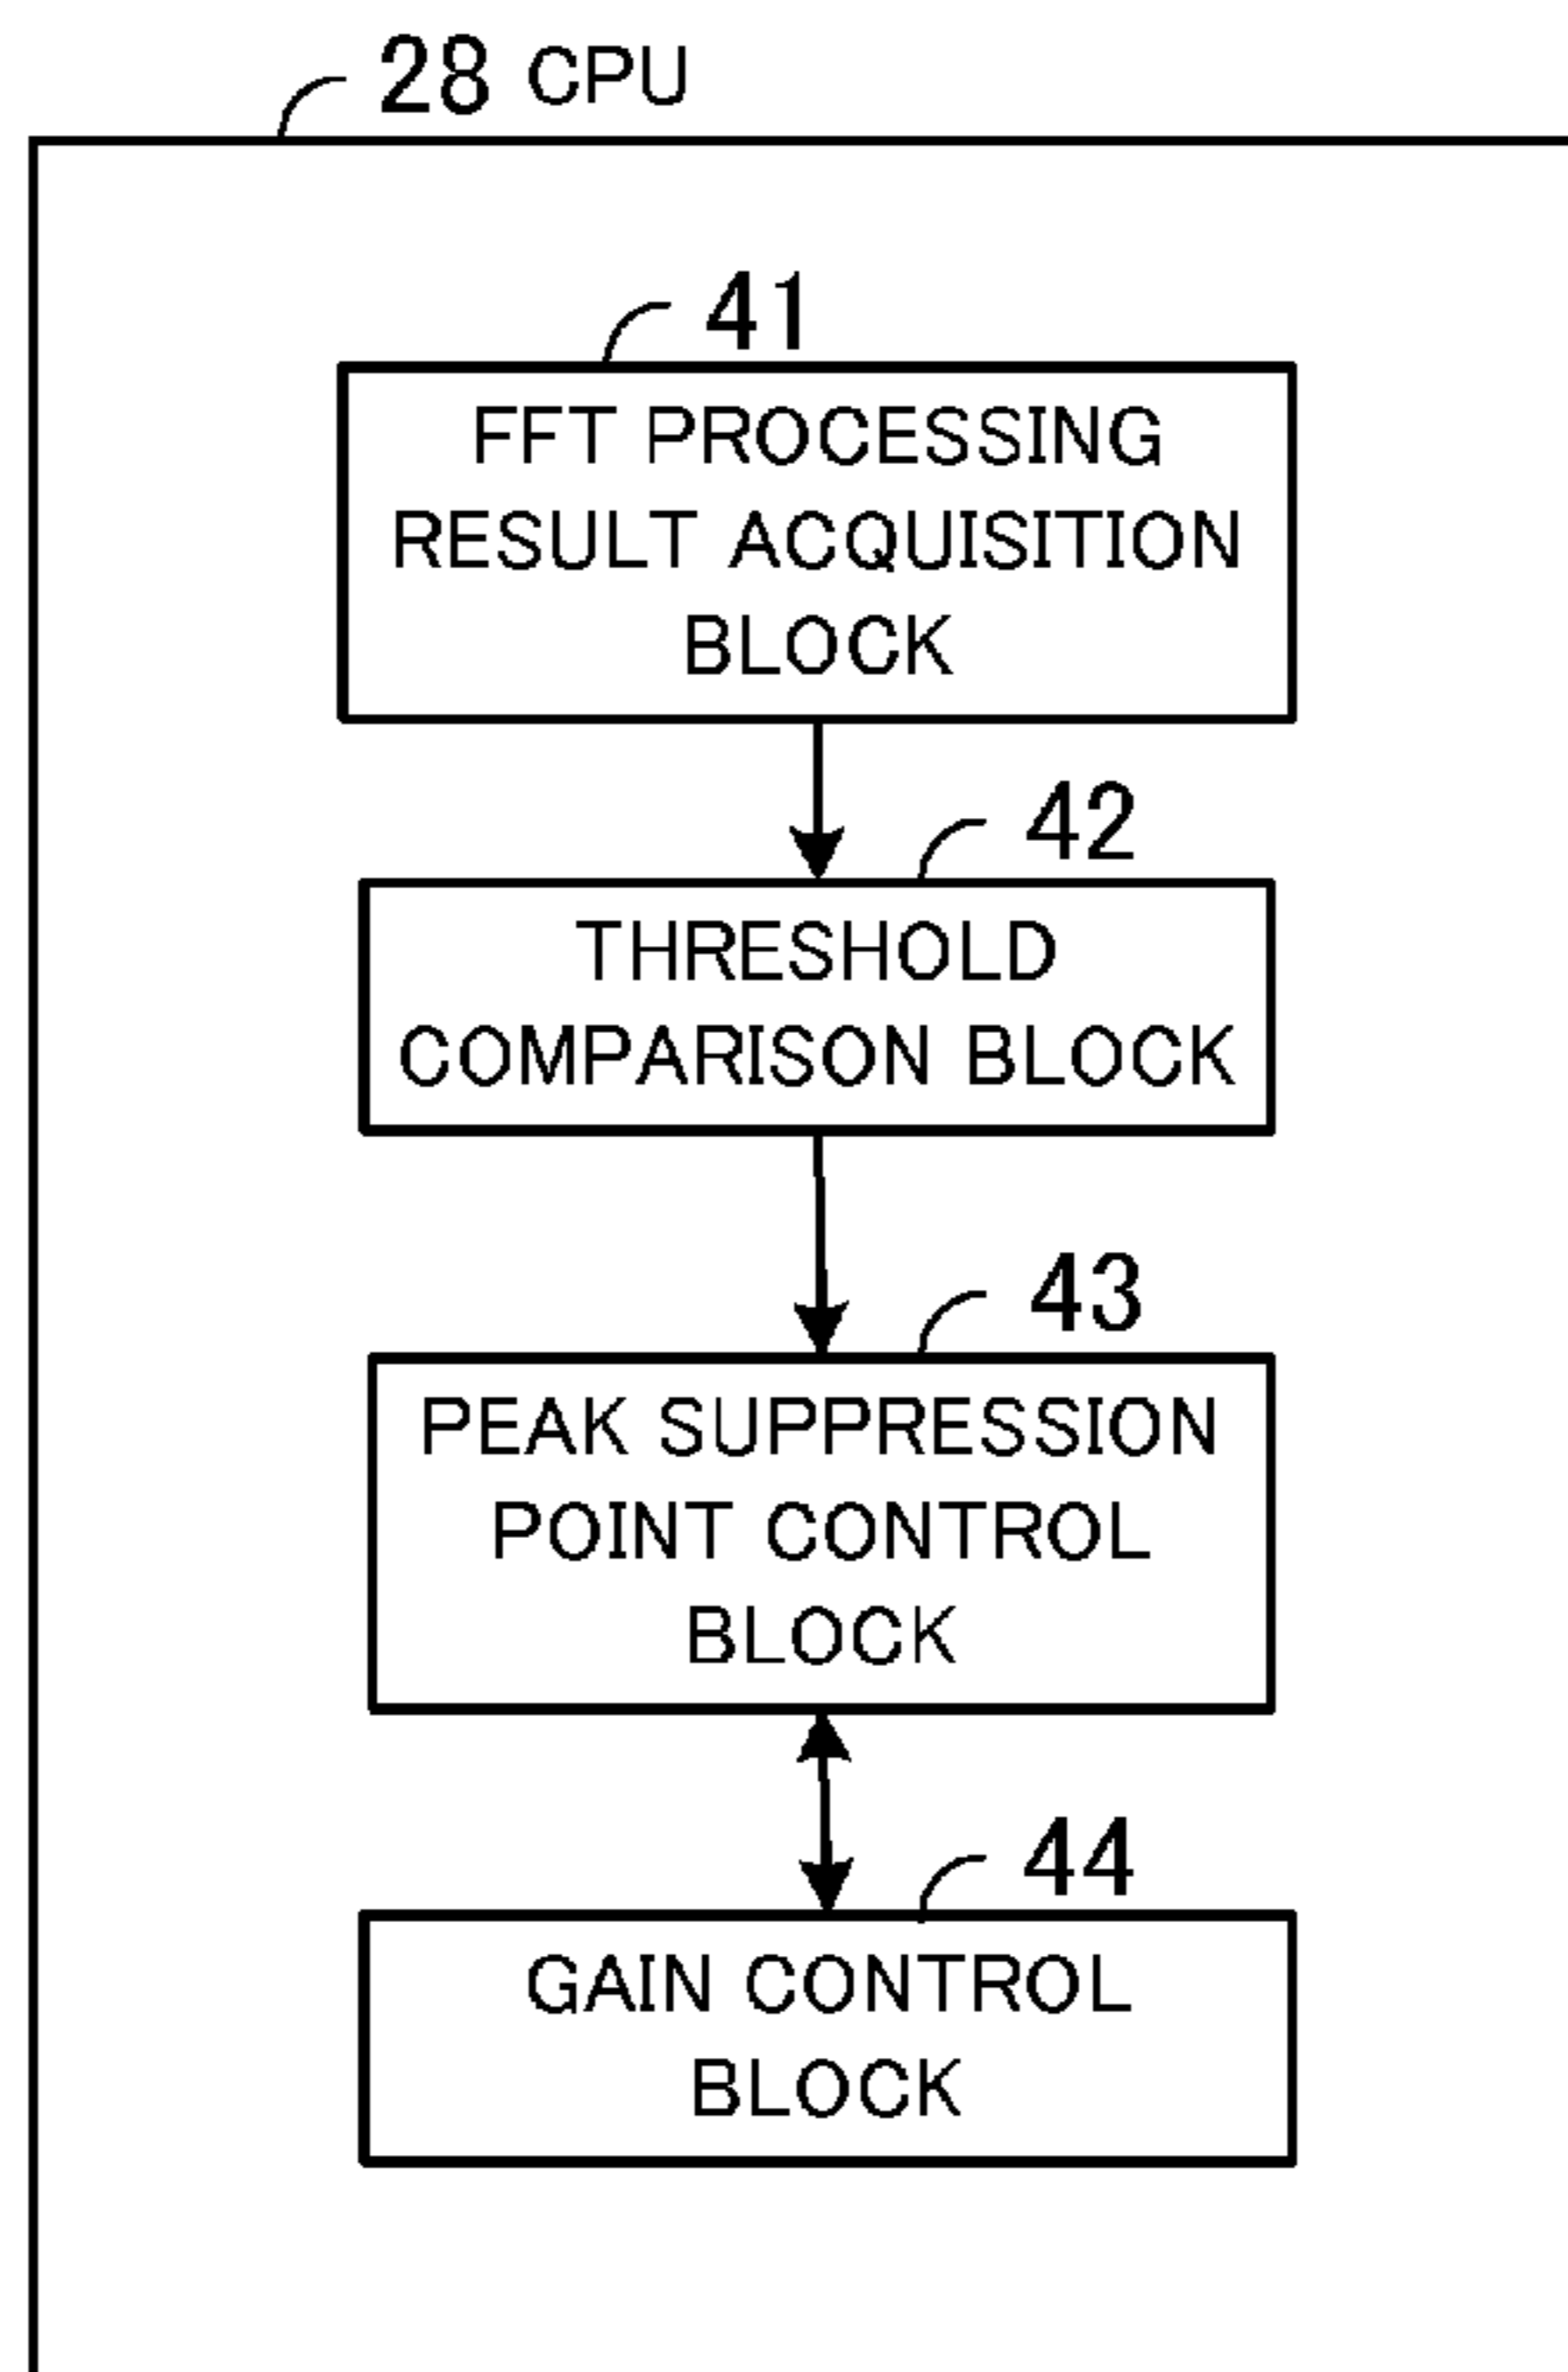 28 CPU
41
FFT PROCESSING
RESULT ACQUISITION
BLOCK
42
THRESHOLD
COMPARISON BLOCK
43
PEAK SUPPRESSION
POINT CONTROL
BLOCK
44
GAIN CONTROL
BLOCK